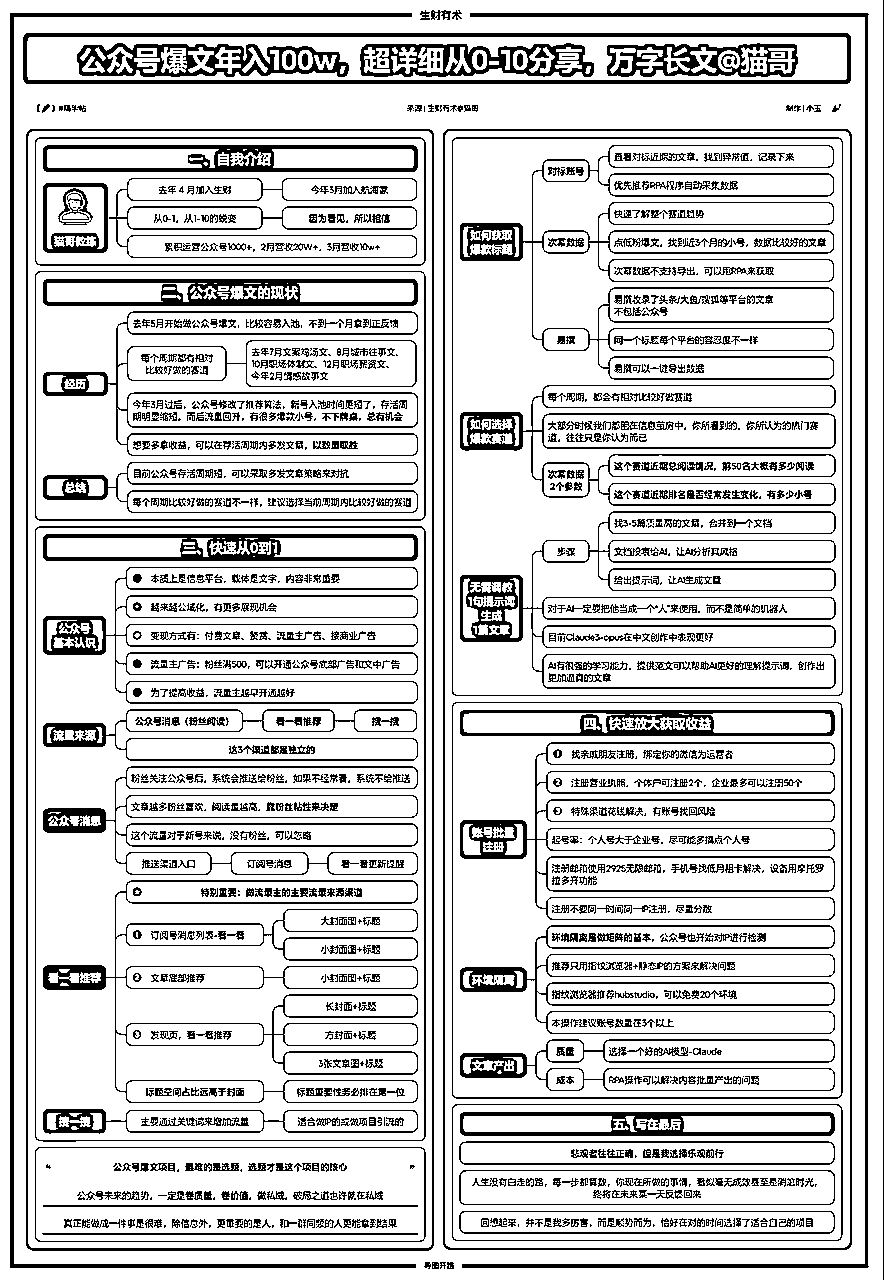 生财有术
公众号爆文年入100w，超详细从0-10分享，万字长文@猫哥
来源 | 生财有术@猫哥
制作 | 小玉
一、自我介绍
猫哥教练
去年 4 月加入生财
今年3月加入航海家
从0-1，从1-10的蜕变
因为看见，所以相信
累积运营公众号1000+，2月营收20W+，3月营收10w+
二、公众号爆文的现状
经历
去年5月开始做公众号爆文，比较容易入池，不到一个月拿到正反馈
每个周期都有相对
比较好做的赛道
去年7月文案鸡汤文、8月城市往事文、
10月职场体制文、12月职场薪资文、
今年2月情感故事文
今年3月过后，公众号修改了推荐算法，新号入池时间更短了，存活周
期明显缩短，而后流量回升，有很多爆款小号，不下牌桌，总有机会
想要多拿收益，可以在存活周期内多发文章，以数量取胜
总结
目前公众号存活周期短，可以采取多发文章策略来对抗
每个周期比较好做的赛道不一样，建议选择当前周期内比较好做的赛道
三、快速从0到1
公众号
基本认识
本质上是信息平台，载体是文字，内容非常重要
越来越公域化，有更多展现机会
变现方式有：付费文章、赞赏、流量主广告、接商业广告
流量主广告：粉丝满500，可以开通公众号底部广告和文中广告
为了提高收益，流量主越早开通越好
流量来源
公众号消息（粉丝阅读）
看一看推荐
搜一搜
这3个渠道都是独立的
公众号消息
粉丝关注公众号后，系统会推送给粉丝，如果不经常看，系统不给推送
文章越多粉丝喜欢，阅读量越高，靠粉丝粘性来决定
这个流量对于新号来说，没有粉丝，可以忽略
推送渠道入口
订阅号消息
看一看更新提醒
看一看推荐
特别重要：做流量主的主要流量来源渠道
① 订阅号消息列表-看一看
大封面图+标题
小封面图+标题
② 文章底部推荐
小封面图+标题
③ 发现页，看一看推荐
长封面+标题
方封面+标题
3张文章图+标题
标题空间占比远高于封面
标题重要性务必排在第一位
搜一搜
主要通过关键词来增加流量
适合做IP的或做项目引流的
“ 公众号爆文项目，最难的是选题，选题才是这个项目的核心 ”
公众号未来的趋势，一定是卷质量，卷价值，做私域，破局之道也许就在私域
真正能做成一件事是很难，除信息外，更重要的是人，和一群同频的人更能拿到结果
如何获取
爆款标题
对标账号
查看对标近期的文章，找到异常值，记录下来
优先推荐RPA程序自动采集数据
次幂数据
快速了解整个赛道趋势
点低粉爆文，找到近3个月的小号，数据比较好的文章
次幂数据不支持导出，可以用RPA来获取
易撰
易撰收录了头条/大鱼/搜狐等平台的文章
不包括公众号
同一个标题每个平台的容忍度不一样
易撰可以一键导出数据
如何选择
爆款赛道
每个周期，都会有相对比较好做赛道
大部分时候我们都陷在信息茧房中，你所看到的，你所认为的热门赛
道，往往只是你认为而已
次幂数据
2个参数
这个赛道近期总阅读情况，前50名大概有多少阅读
这个赛道近期排名是否经常发生变化，有多少小号
无需调教
1句提示词
生成
1篇文章
步骤
找3-5篇质量高的文章，合并到一个文档
文档投喂给AI，让AI分析其风格
给出提示词，让AI生成文章
对于AI一定要把他当成一个“人”来使用，而不是简单的机器人
目前Claude3-opus在中文创作中表现更好
AI有很强的学习能力，提供范文可以帮助AI更好的理解提示词，创作出
更加逼真的文章
四、快速放大获取收益
账号批量
注册
① 找亲戚朋友注册，绑定你的微信为运营者
② 注册营业执照，个体户可注册2个，企业最多可以注册50个
③ 特殊渠道花钱解决，有账号找回风险
起号率：个人号大于企业号，尽可能多搞点个人号
注册邮箱使用2925无限邮箱，手机号找低月租卡解决，设备用摩托罗
拉多开功能
注册不要同一时间同一IP注册，尽量分散
环境隔离
环境隔离是做矩阵的基本，公众号也开始对IP进行检测
推荐只用指纹浏览器+静态IP的方案来解决问题
指纹浏览器推荐hubstudio，可以免费20个环境
本操作建议账号数量在3个以上
文章产出
质量
选择一个好的AI模型-Claude
成本
RPA操作可以解决内容批量产出的问题
五、写在最后
悲观者往往正确，但是我选择乐观前行
人生没有白走的路，每一步都算数，你现在所做的事情，看似毫无成效甚至是消耗时光，
终将在未来某一天反馈回来
回想起来，并不是我多厉害，而是顺势而为，恰好在对的时间选择了适合自己的项目